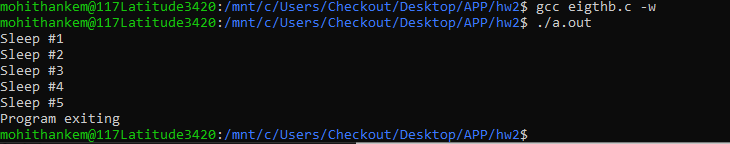 mohithankem@117Latitude3420:/mnt/c/Users/Checkout/Desktop/APP/hw2$ gcc eigthb.c -w
mohithankem@117Latitude3420:/mnt/c/Users/Checkout/Desktop/APP/hw2$ ./a.out
Sleep #1
Sleep #2
Sleep #3
Sleep #4
Sleep #5
Program exiting
mohithankem@117Latitude3420:/mnt/c/Users/Checkout/Desktop/APP/hw2$